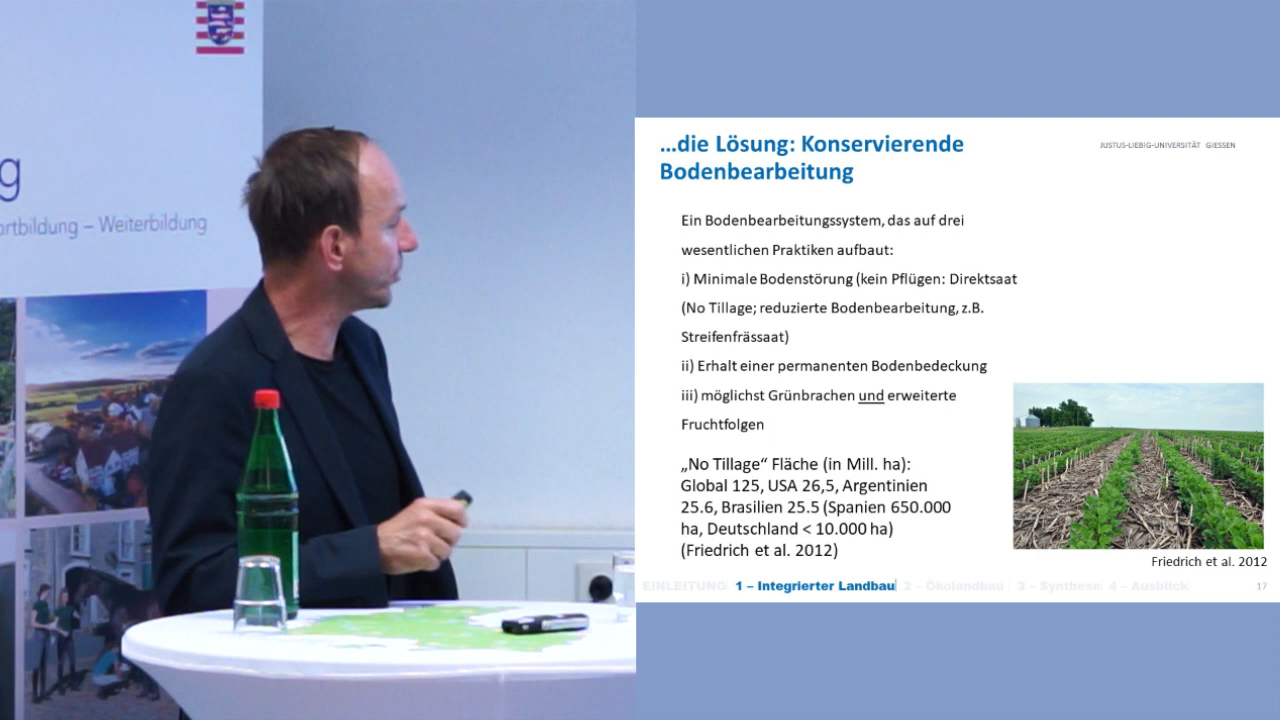 g
ortbildung – Weiterbildung
...die Lösung: Konservierende
Bodenbearbeitung
JUSTUS-LIEBIG-UNIVERSITÄT GIESSEN
Ein Bodenbearbeitungssystem, das auf drei
wesentlichen Praktiken aufbaut:
i) Minimale Bodenstörung (kein Pflügen: Direktsaat
(No Tillage; reduzierte Bodenbearbeitung, z.B.
Streifenfrässaat)
ii) Erhalt einer permanenten Bodenbedeckung
iii) möglichst Grünbrachen und erweiterte
Fruchtfolgen
„No Tillage“ Fläche (in Mill. ha):
Global 125, USA 26,5, Argentinien
25.6, Brasilien 25.5 (Spanien 650.000
ha, Deutschland < 10.000 ha)
(Friedrich et al. 2012)
Friedrich et al. 2012
EINLEITUNG 1 – Integrierter Landbau| 2 – Ökolandbau | 3 – Synthese| 4 – Ausblick
17